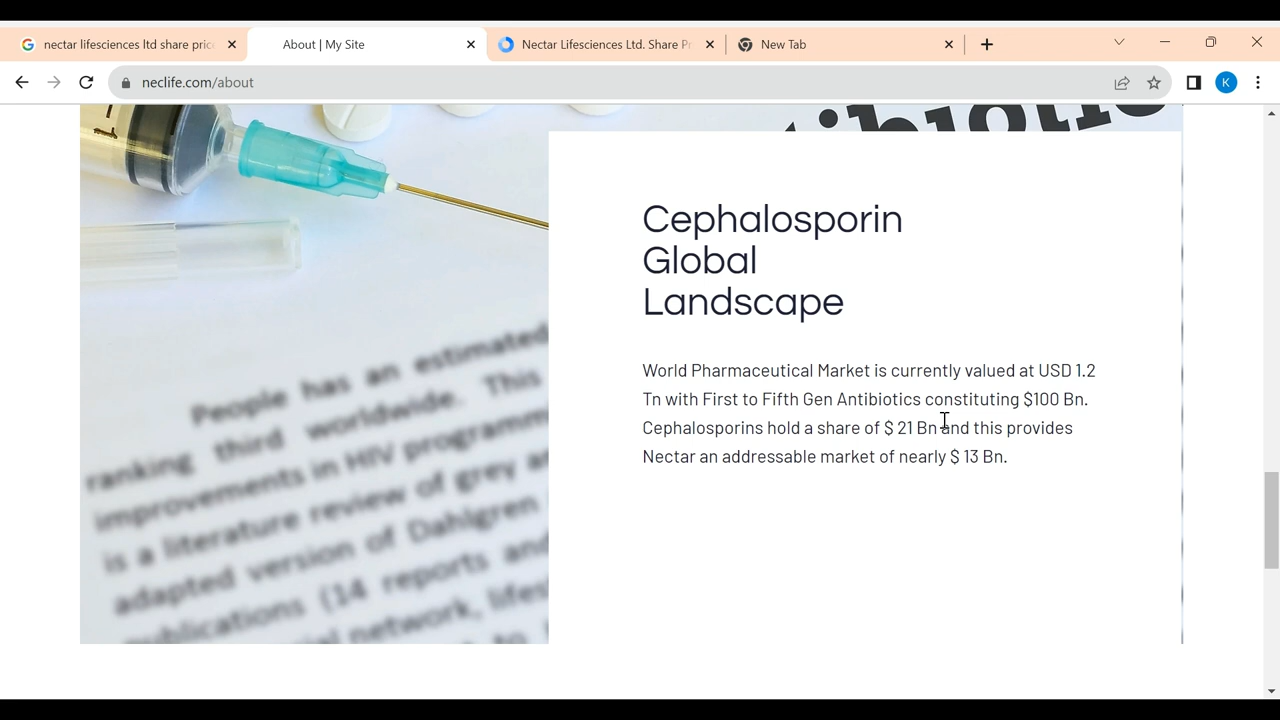 nectar lifesciences ltd share pric
About | My Site
Nectar Lifesciences Ltd. Share Pr
New Tab
neclife.com/about
K
Cephalosporin
Global
Landscape
World Pharmaceutical Market is currently valued at USD 1.2
Tn with First to Fifth Gen Antibiotics constituting $100 Bn.
Cephalosporins hold a share of $ 21 Bn and this provides
Nectar an addressable market of nearly $ 13 Bn.
People has an estimated
ranking third worldwide. This
improvements in HIV programm
is a literature review of grey an
adapted version of Dahlgren
publications (14 reports and
network, lifes